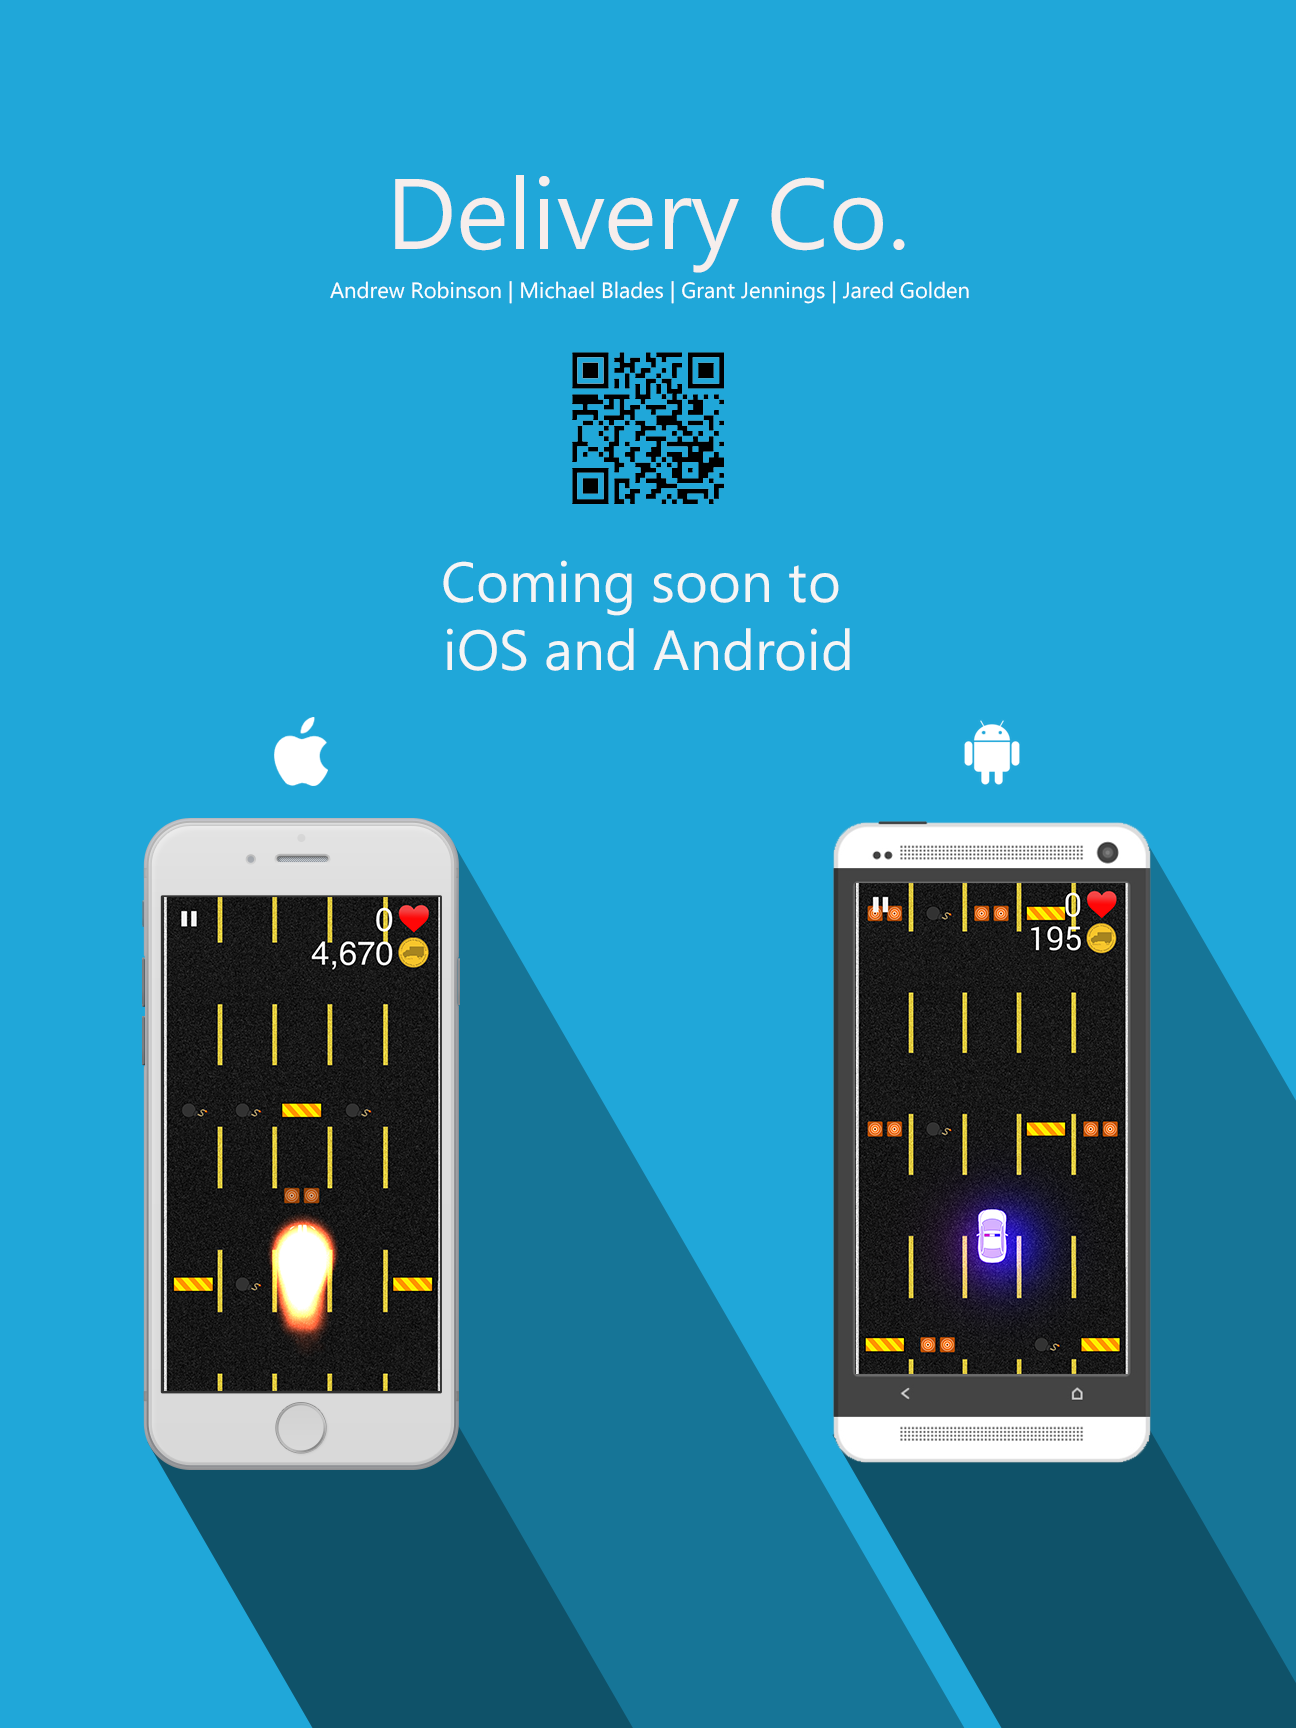 Delivery Co.
Andrew Robinson | Michael Blades | Grant Jennings | Jared Golden
Coming soon to
iOS and Android
0
4,670
0
195